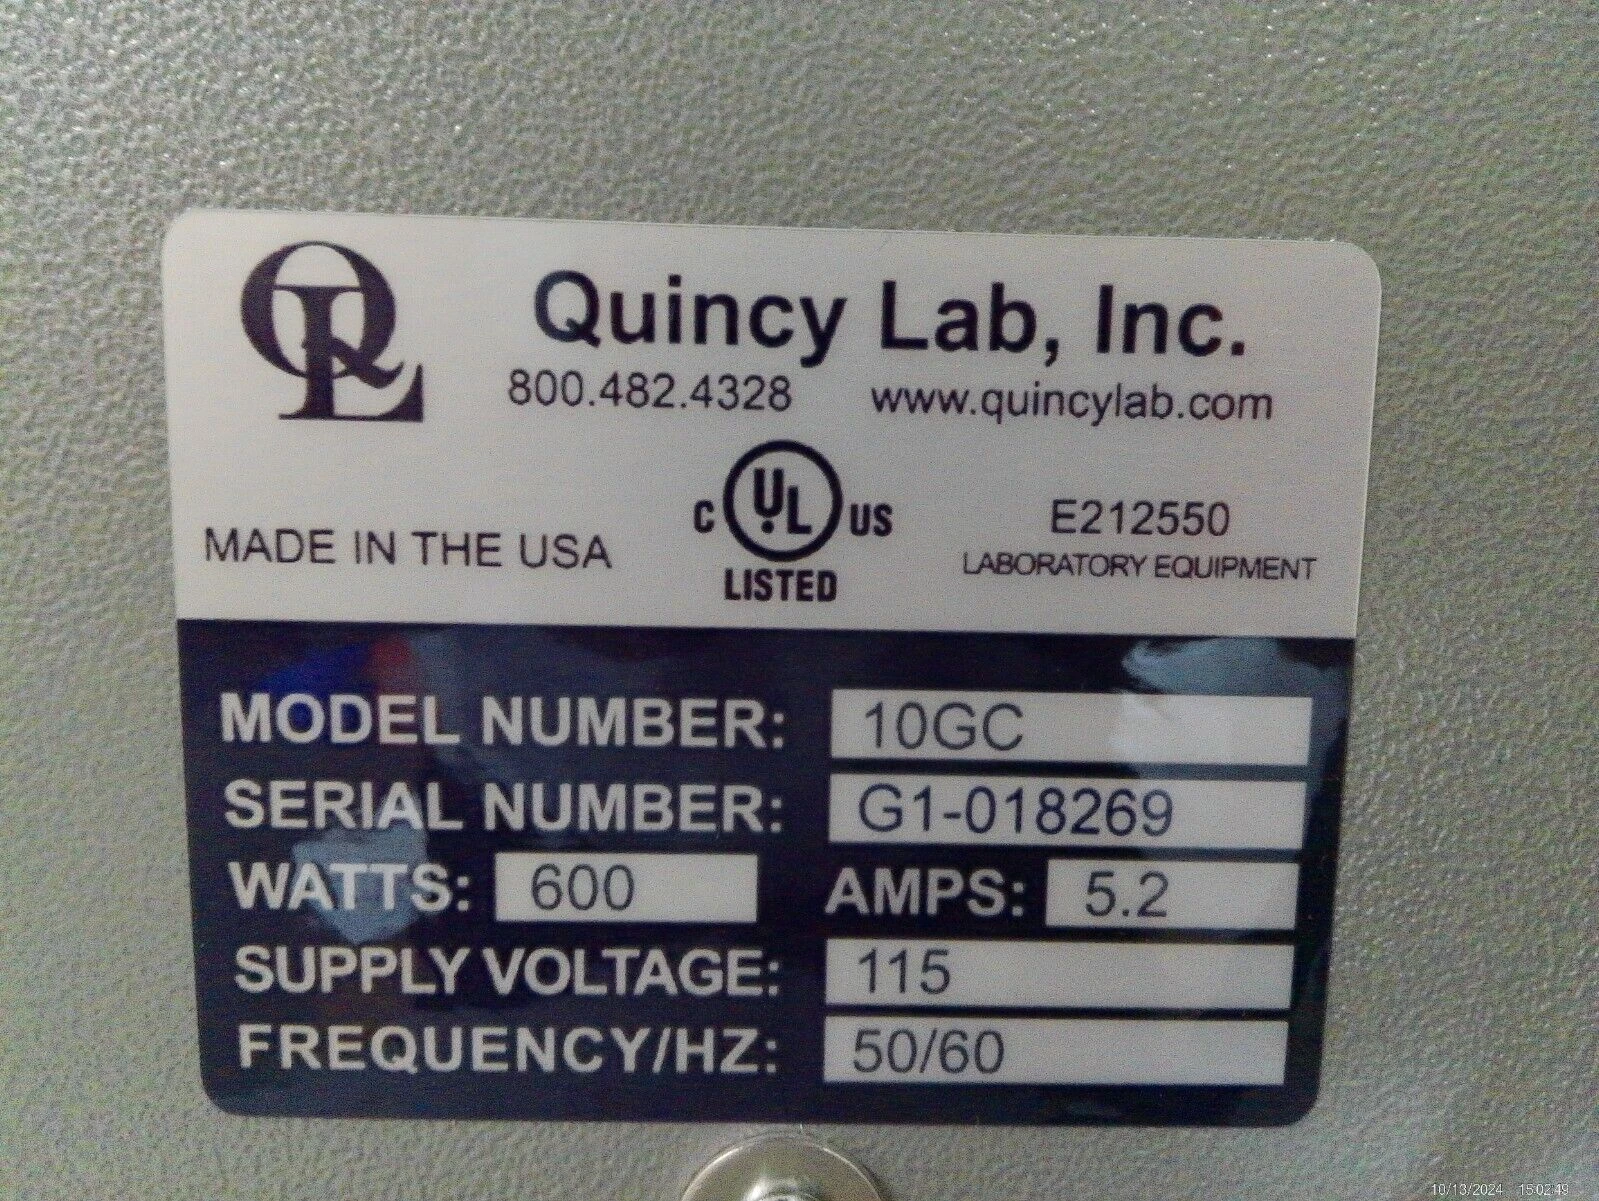 QL
Quincy Lab, Inc.
800.482.4328 www.quincylab.com
MADE IN THE USA
C UL US
LISTED
E212550
LABORATORY EQUIPMENT
MODEL NUMBER: 10GC
SERIAL NUMBER: G1-018269
WATTS: 600 AMPS: 5.2
SUPPLY VOLTAGE: 115
FREQUENCY/HZ: 50/60
10/13/2024 15:02:49